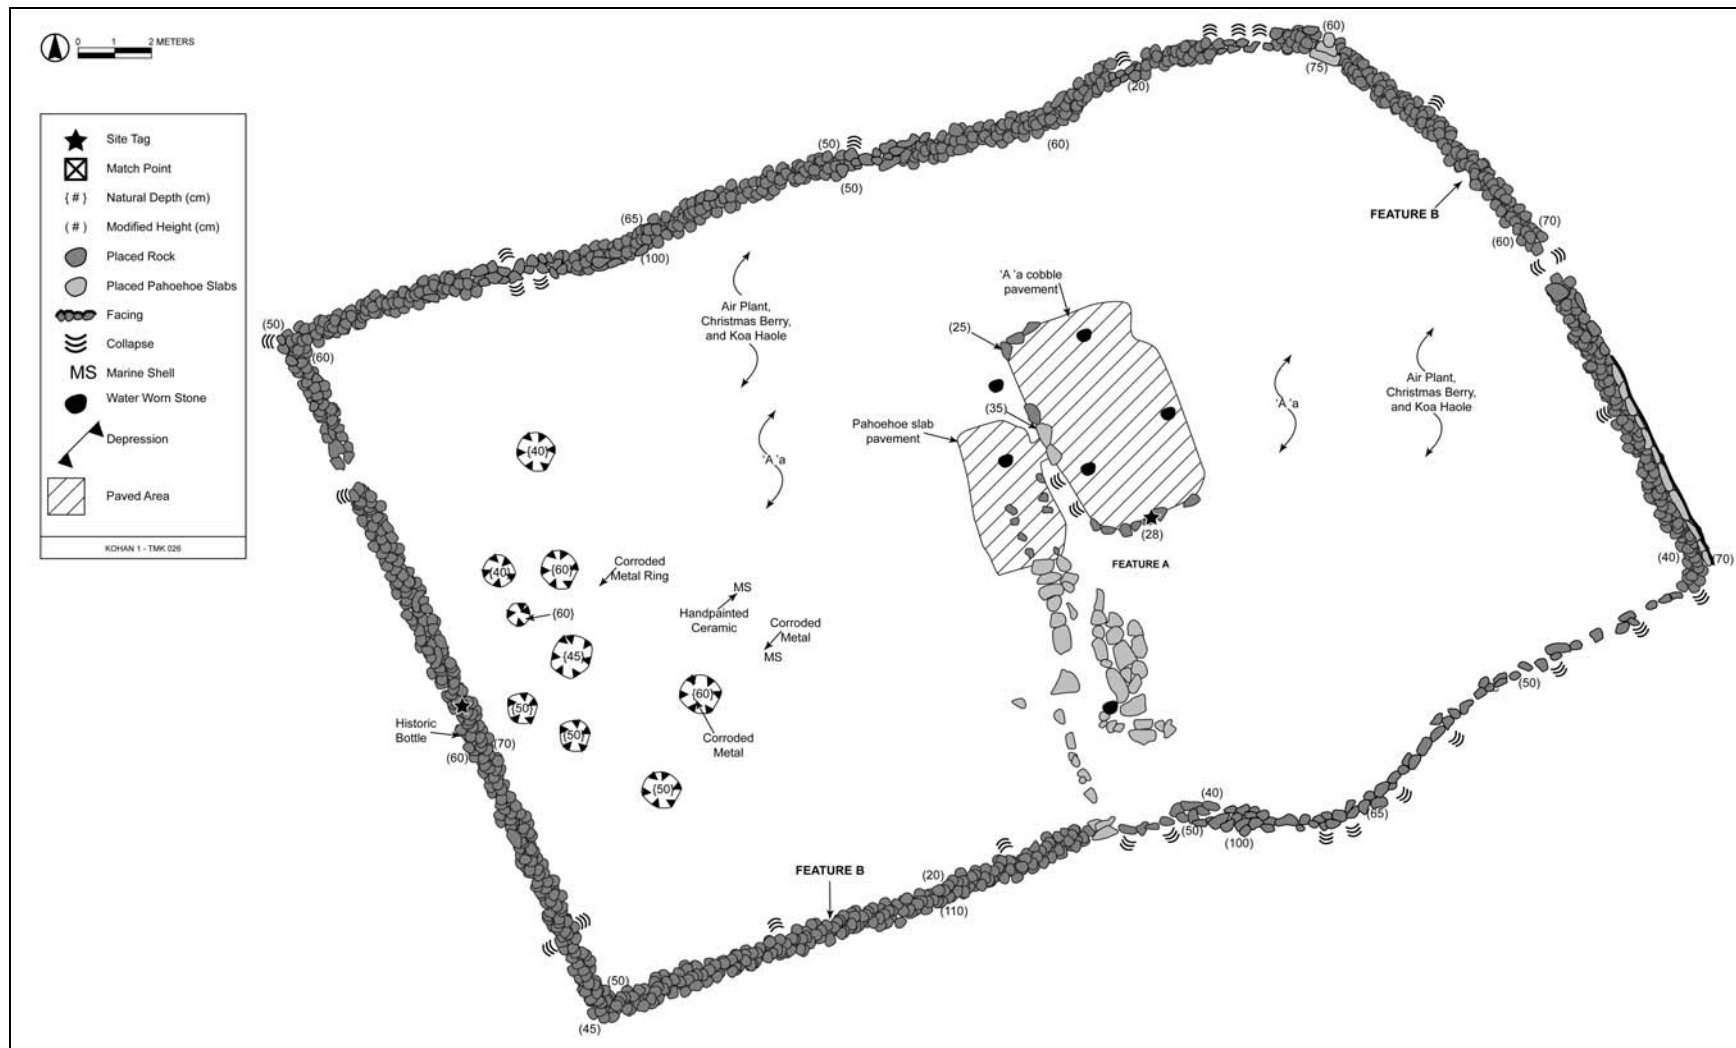 0 1 2 METERS
Site Tag
Match Point
{ # } Natural Depth (cm)
( # ) Modified Height (cm)
Placed Rock
Placed Pahoehoe Slabs
Facing
Collapse
MS Marine Shell
Water Worn Stone
Depression
Paved Area
KOHAN 1 - TMK 026
(60)
(75)
(20)
(60)
(50)
(50)
(65)
(100)
(50)
(60)
FEATURE B
(70)
(60)
'A 'a cobble
pavement
Air Plant,
Christmas Berry,
and Koa Haole
(25)
'A 'a
Air Plant,
Christmas Berry,
and Koa Haole
(35)
Pahoehoe slab
pavement
{40}
'A 'a
(28)
FEATURE A
(40)
(70)
{40}
{60}
Corroded
Metal Ring
{60}
MS
Handpainted
Ceramic
Corroded
Metal
MS
{45}
{60}
(50)
Historic
Bottle
{50}
{50}
(70)
(60)
Corroded
Metal
{50}
(40)
(50)
(100)
(65)
FEATURE B
(20)
(110)
(50)
(45)